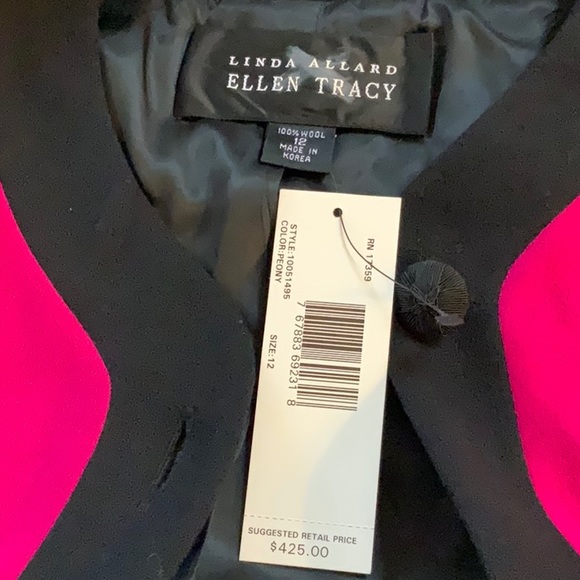 LINDA ALLARD
ELLEN TRACY
100% WOOL
12
MADE IN
KOREA
RN 17359
STYLE:10051495
COLOR:PEONY
SIZE:12
7 67883 69231 8
SUGGESTED RETAIL PRICE
$425.00